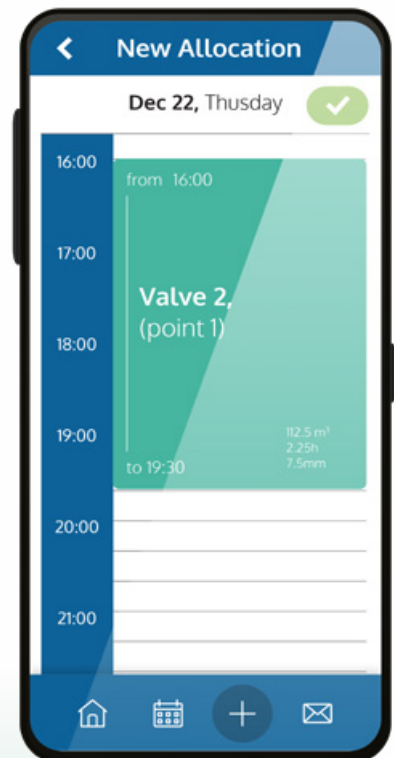 New Allocation
Dec 22, Thusday
16:00
from 16:00
17:00
Valve 2,
(point 1)
18:00
19:00
112.5 m³
2.25h
7.5mm
to 19:30
20:00
21:00